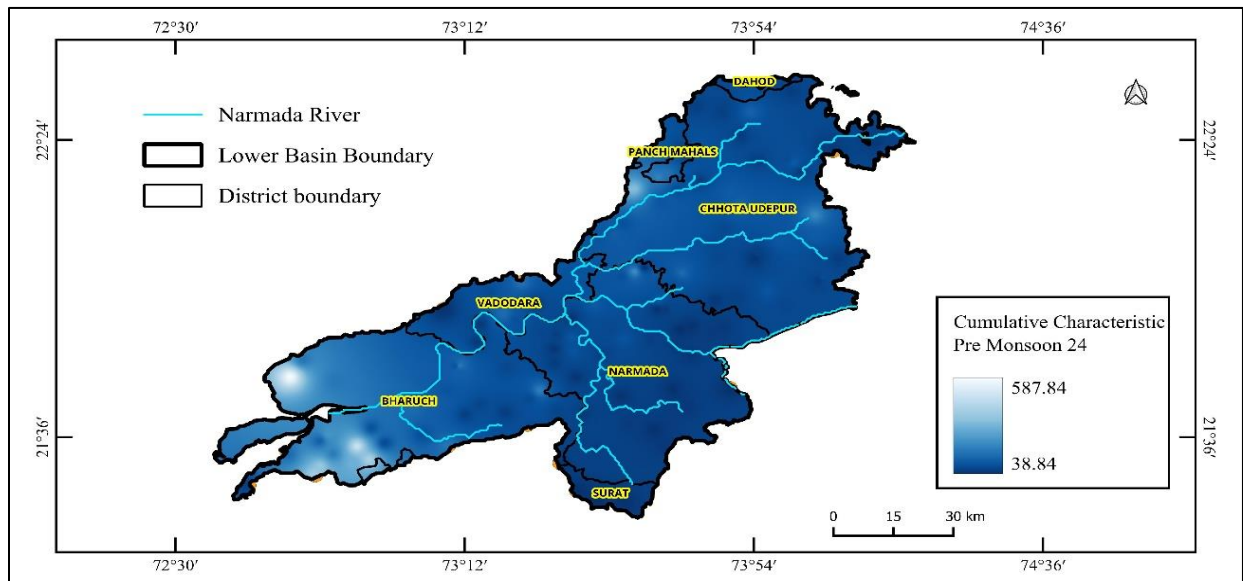 72°30′ 73°12′ 73°54′ 74°36′
Narmada River
Lower Basin Boundary
District boundary
22°24′
22°24′
DAHOD
PANCH MAHALS
CHHOTA UDEPUR
VADODARA
NARMADA
BHARUCH
SURAT
21°36′
21°36′
Cumulative Characteristic
Pre Monsoon 24
587.84
38.84
0 15 30 km
72°30′ 73°12′ 73°54′ 74°36′